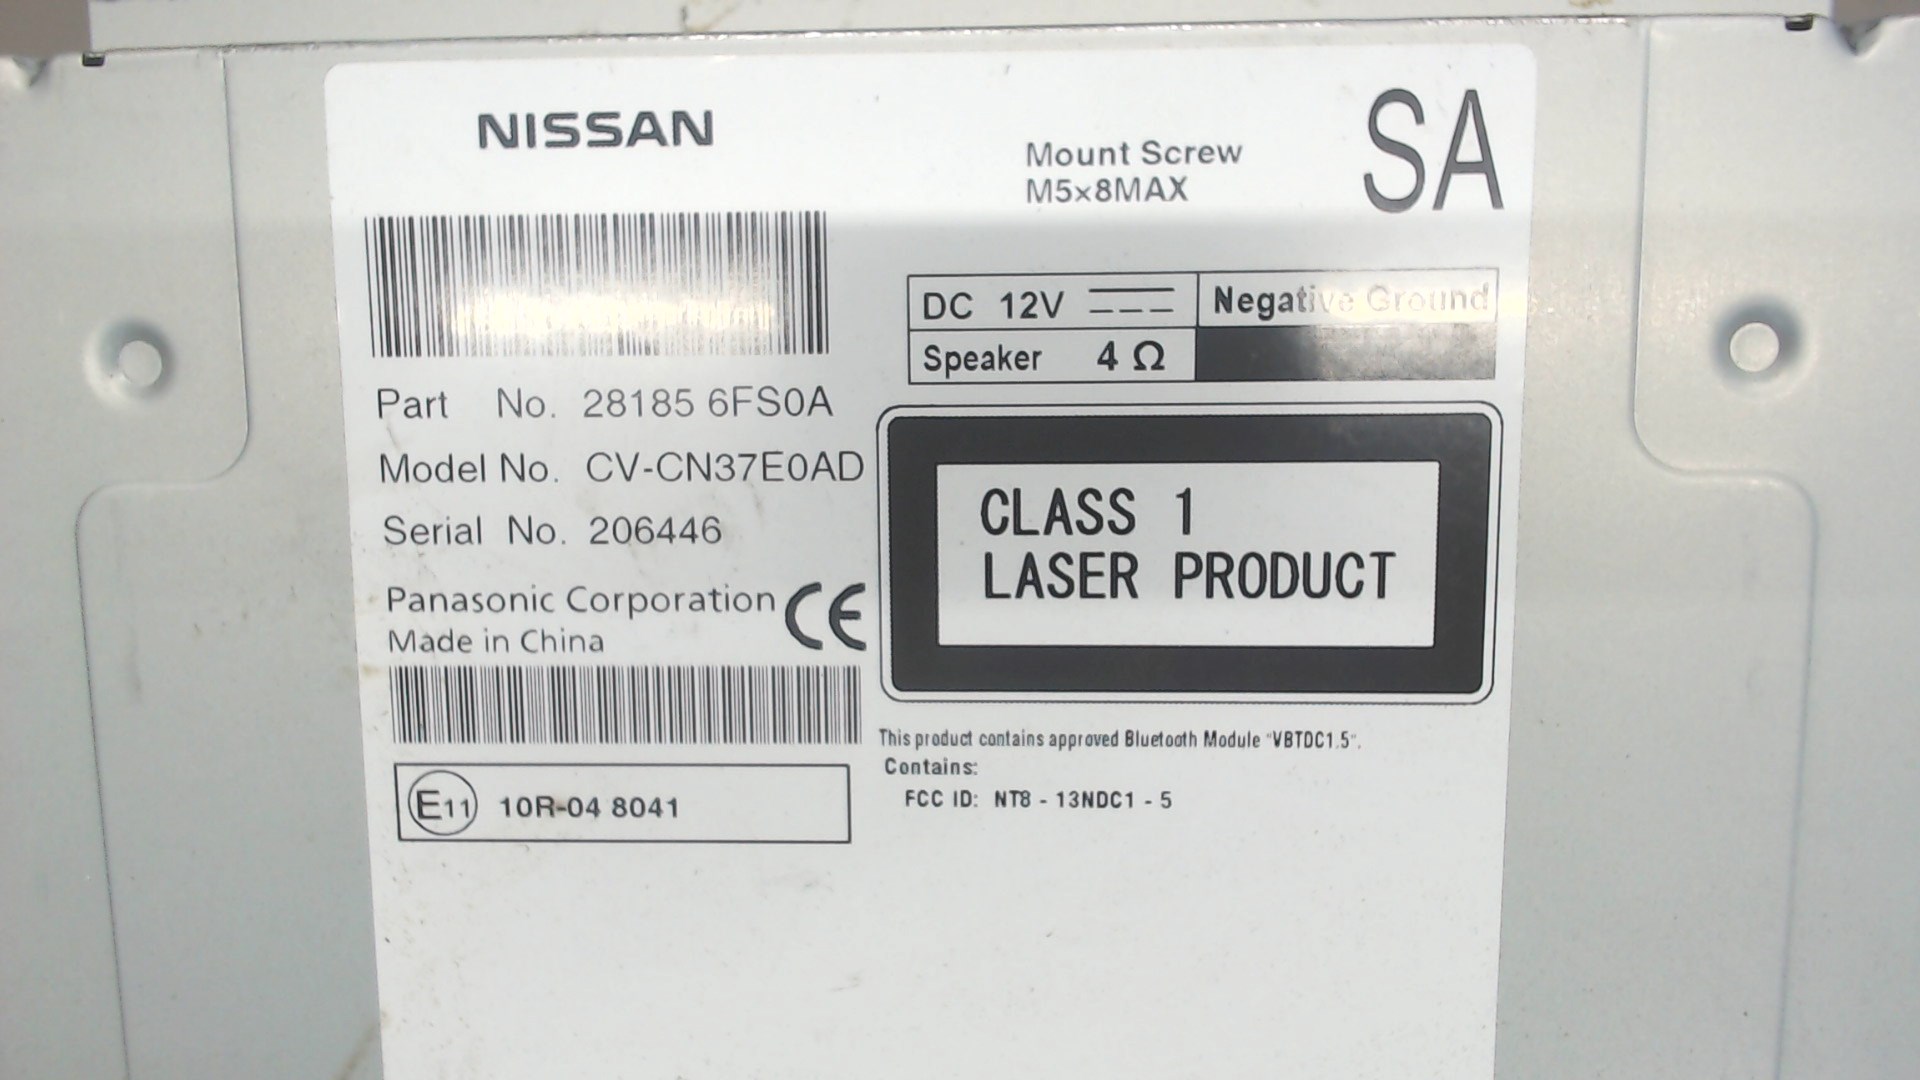 NISSAN
Mount Screw
M5x8MAX
SA
DC 12V
Negative Ground
Speaker 4 Ω
Part No. 28185 6FS0A
Model No. CV-CN37E0AD
Serial No. 206446
Panasonic Corporation
Made in China
CE
CLASS 1
LASER PRODUCT
This product contains approved Bluetooth Module "VBTDC1.5".
Contains:
FCC ID: NT8 - 13NDC1 - 5
E11 10R-04 8041